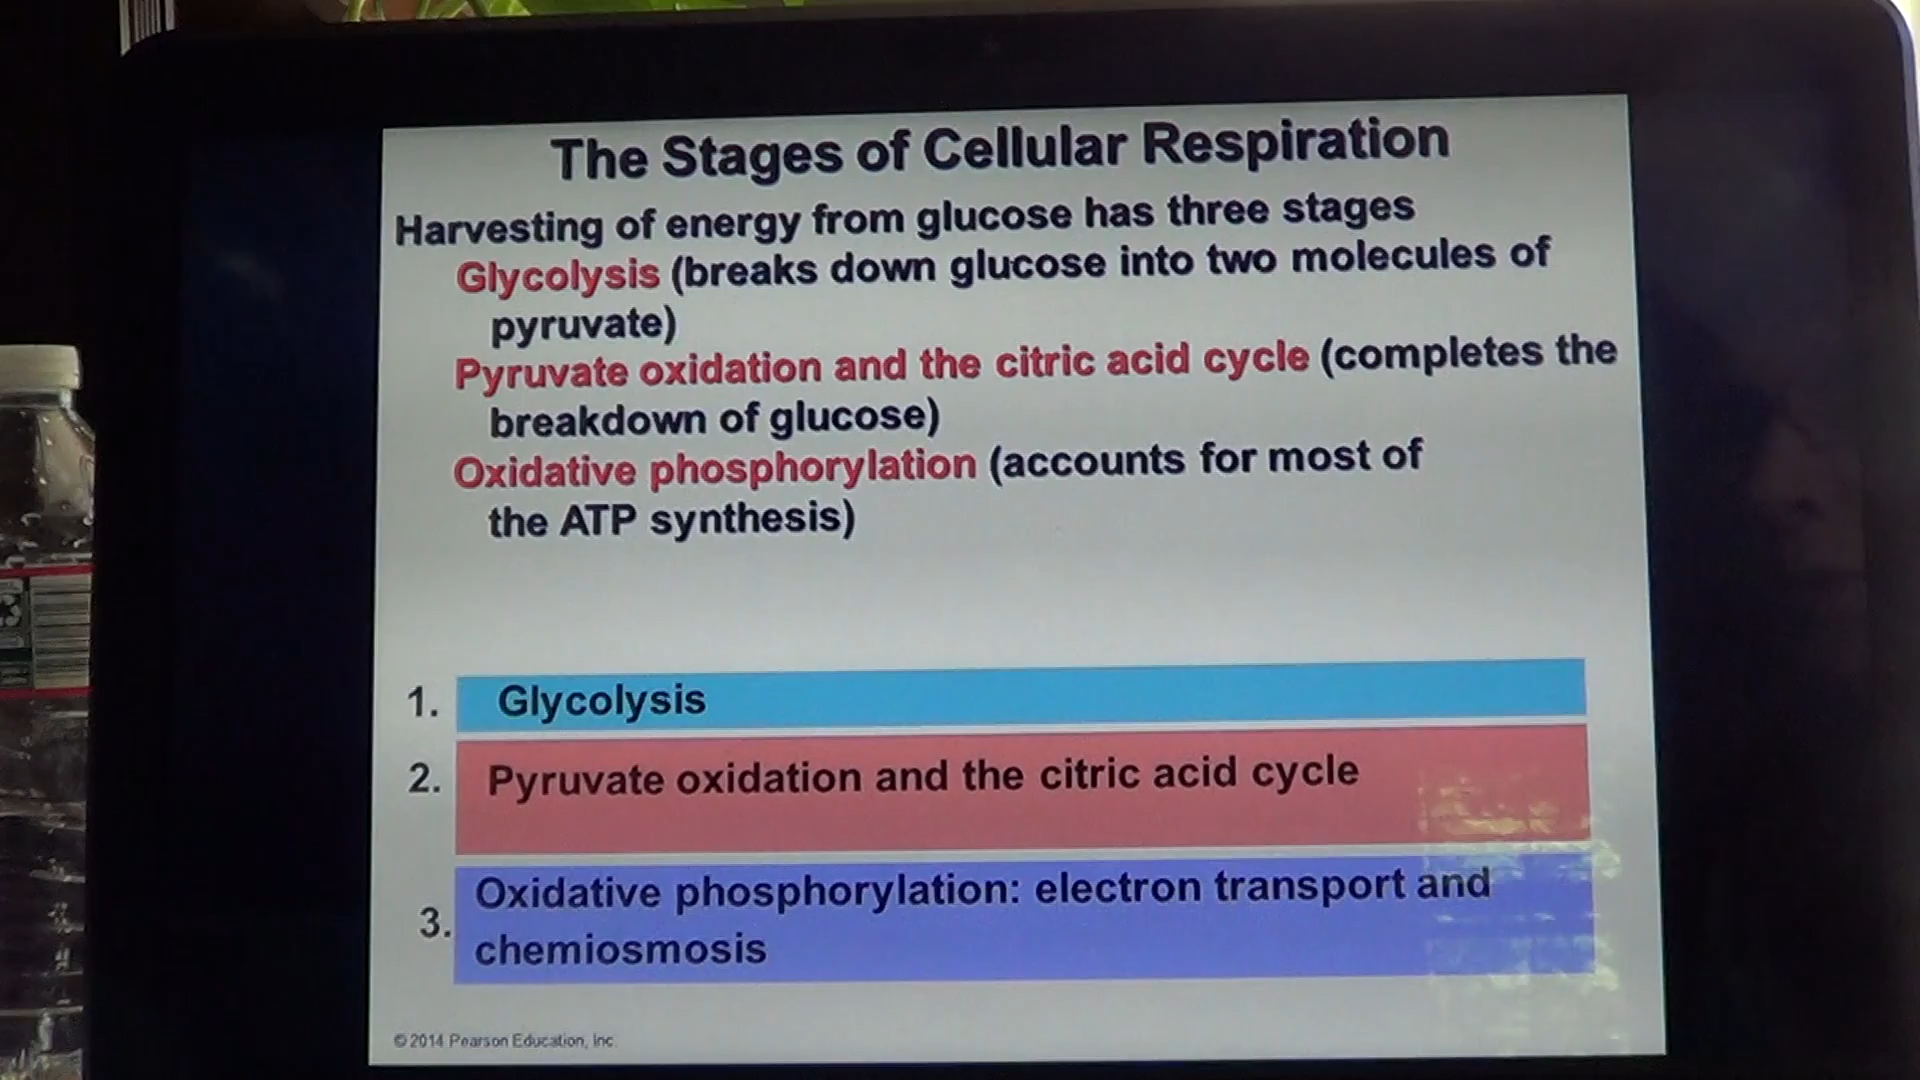 The Stages of Cellular Respiration
Harvesting of energy from glucose has three stages
Glycolysis (breaks down glucose into two molecules of
pyruvate)
Pyruvate oxidation and the citric acid cycle (completes the
breakdown of glucose)
Oxidative phosphorylation (accounts for most of
the ATP synthesis)
1. Glycolysis
2. Pyruvate oxidation and the citric acid cycle
3. Oxidative phosphorylation: electron transport and
chemiosmosis
© 2014 Pearson Education, Inc.